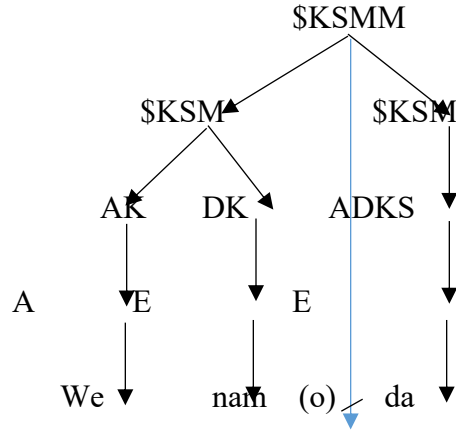 $KSMM
$KSM $KSM
AK DK ADKS
A E E
We nam (o) da